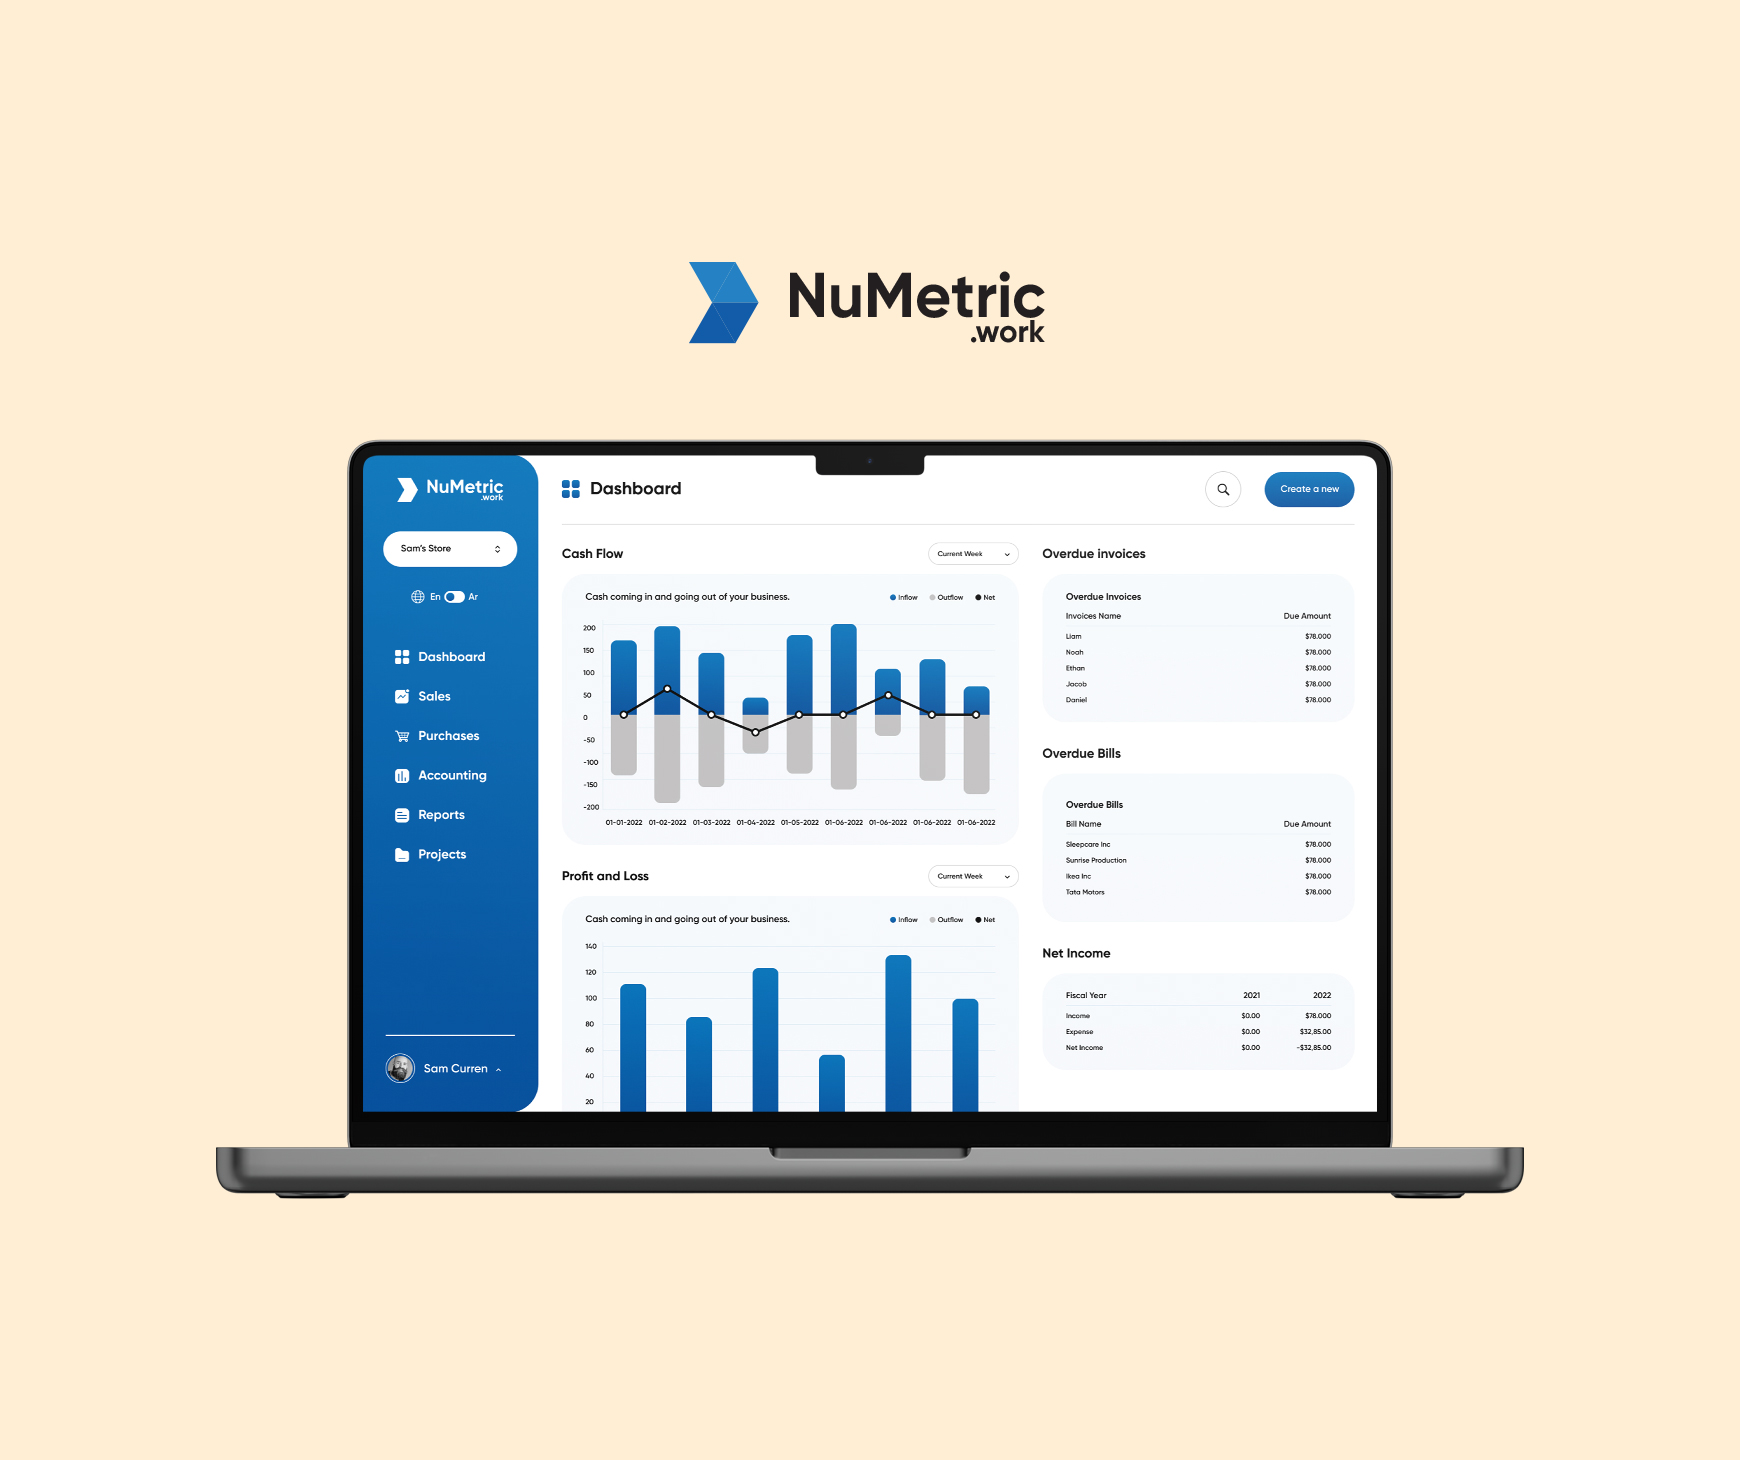 NuMetric
.work
NuMetric
.work
Sam's Store
En Ar
Dashboard
Sales
Purchases
Accounting
Reports
Projects
Sam Curren
Dashboard
Create a new
Cash Flow
Current Week
Cash coming in and going out of your business.
Inflow Outflow Net
200
150
100
50
0
-50
-100
-150
-200
01-01-2022 01-02-2022 01-03-2022 01-04-2022 01-05-2022 01-06-2022 01-06-2022 01-06-2022 01-06-2022
Profit and Loss
Current Week
Cash coming in and going out of your business.
Inflow Outflow Net
140
120
100
80
60
40
20
Overdue invoices
Overdue Invoices
Invoices Name Due Amount
Liam $78.000
Noah $78.000
Ethan $78.000
Jacob $78.000
Daniel $78.000
Overdue Bills
Overdue Bills
Bill Name Due Amount
Sleepcare Inc $78.000
Sunrise Production $78.000
Ikea Inc $78.000
Tata Motors $78.000
Net Income
Fiscal Year 2021 2022
Income $0.00 $78.000
Expense $0.00 $32,85.00
Net Income $0.00 -$32,85.00